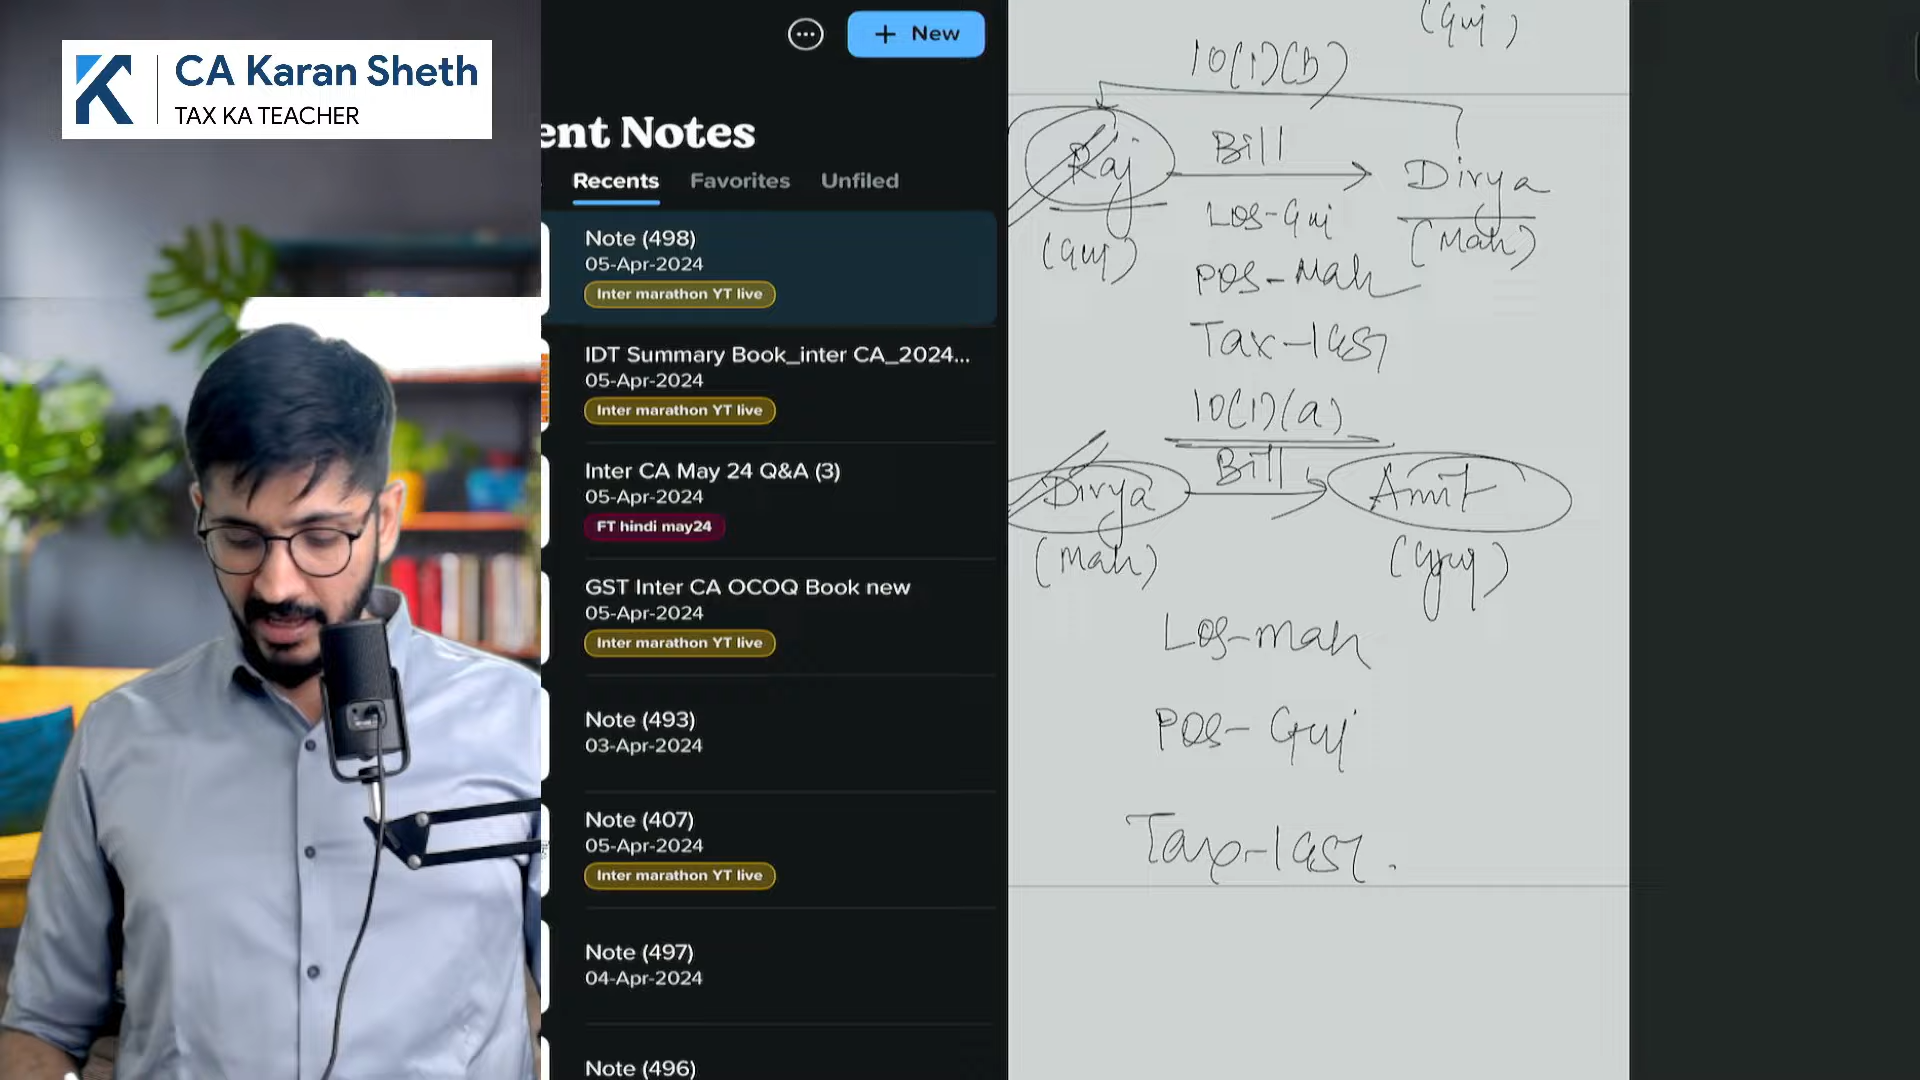 CA Karan Sheth
TAX KA TEACHER
+ New
ent Notes
Recents Favorites Unfiled
Note (498)
05-Apr-2024
Inter marathon YT live
IDT Summary Book_inter CA_2024...
05-Apr-2024
Inter marathon YT live
Inter CA May 24 Q&A (3)
05-Apr-2024
FT hindi may24
GST Inter CA OCOQ Book new
05-Apr-2024
Inter marathon YT live
Note (493)
03-Apr-2024
Note (407)
05-Apr-2024
Inter marathon YT live
Note (497)
04-Apr-2024
Note (496)
(Guj)
10(1)(b)
Raj Bill Divya
(Guj) LOS-Guj (Mah)
POS-Mah
Tax-IGST
10(1)(a)
Divya Bill Amit
(Mah) (Guj)
LOS-Mah
POS-Guj
Tax-IGST.